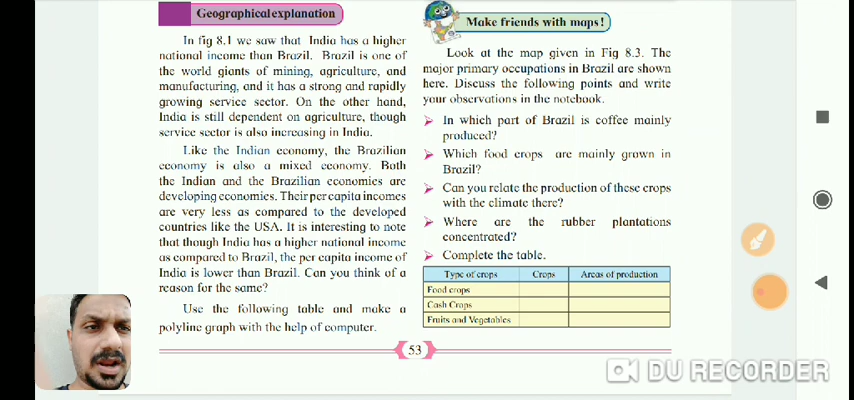 Geographical explanation
In fig 8.1 we saw that India has a higher
national income than Brazil. Brazil is one of
the world giants of mining, agriculture, and
manufacturing, and it has a strong and rapidly
growing service sector. On the other hand,
India is still dependent on agriculture, though
service sector is also increasing in India.
Like the Indian economy, the Brazilian
economy is also a mixed economy. Both
the Indian and the Brazilian economies are
developing economies. Their per capita incomes
are very less as compared to the developed
countries like the USA. It is interesting to note
that though India has a higher national income
as compared to Brazil, the per capita income of
India is lower than Brazil. Can you think of a
reason for the same?
Use the following table and make a
polyline graph with the help of computer.
Make friends with maps!
Look at the map given in Fig 8.3. The
major primary occupations in Brazil are shown
here. Discuss the following points and write
your observations in the notebook.
➢ In which part of Brazil is coffee mainly
produced?
➢ Which food crops are mainly grown in
Brazil?
➢ Can you relate the production of these crops
with the climate there?
➢ Where are the rubber plantations
concentrated?
➢ Complete the table.
Type of crops Crops Areas of production
Food crops
Cash Crops
Fruits and Vegetables
53
DU RECORDER